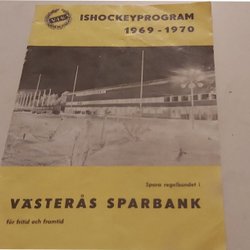 ISHOCKEYPROGRAM
1969-1970
Spara regelbundet i
VÄSTERÅS SPARBANK
för fritid och framtid